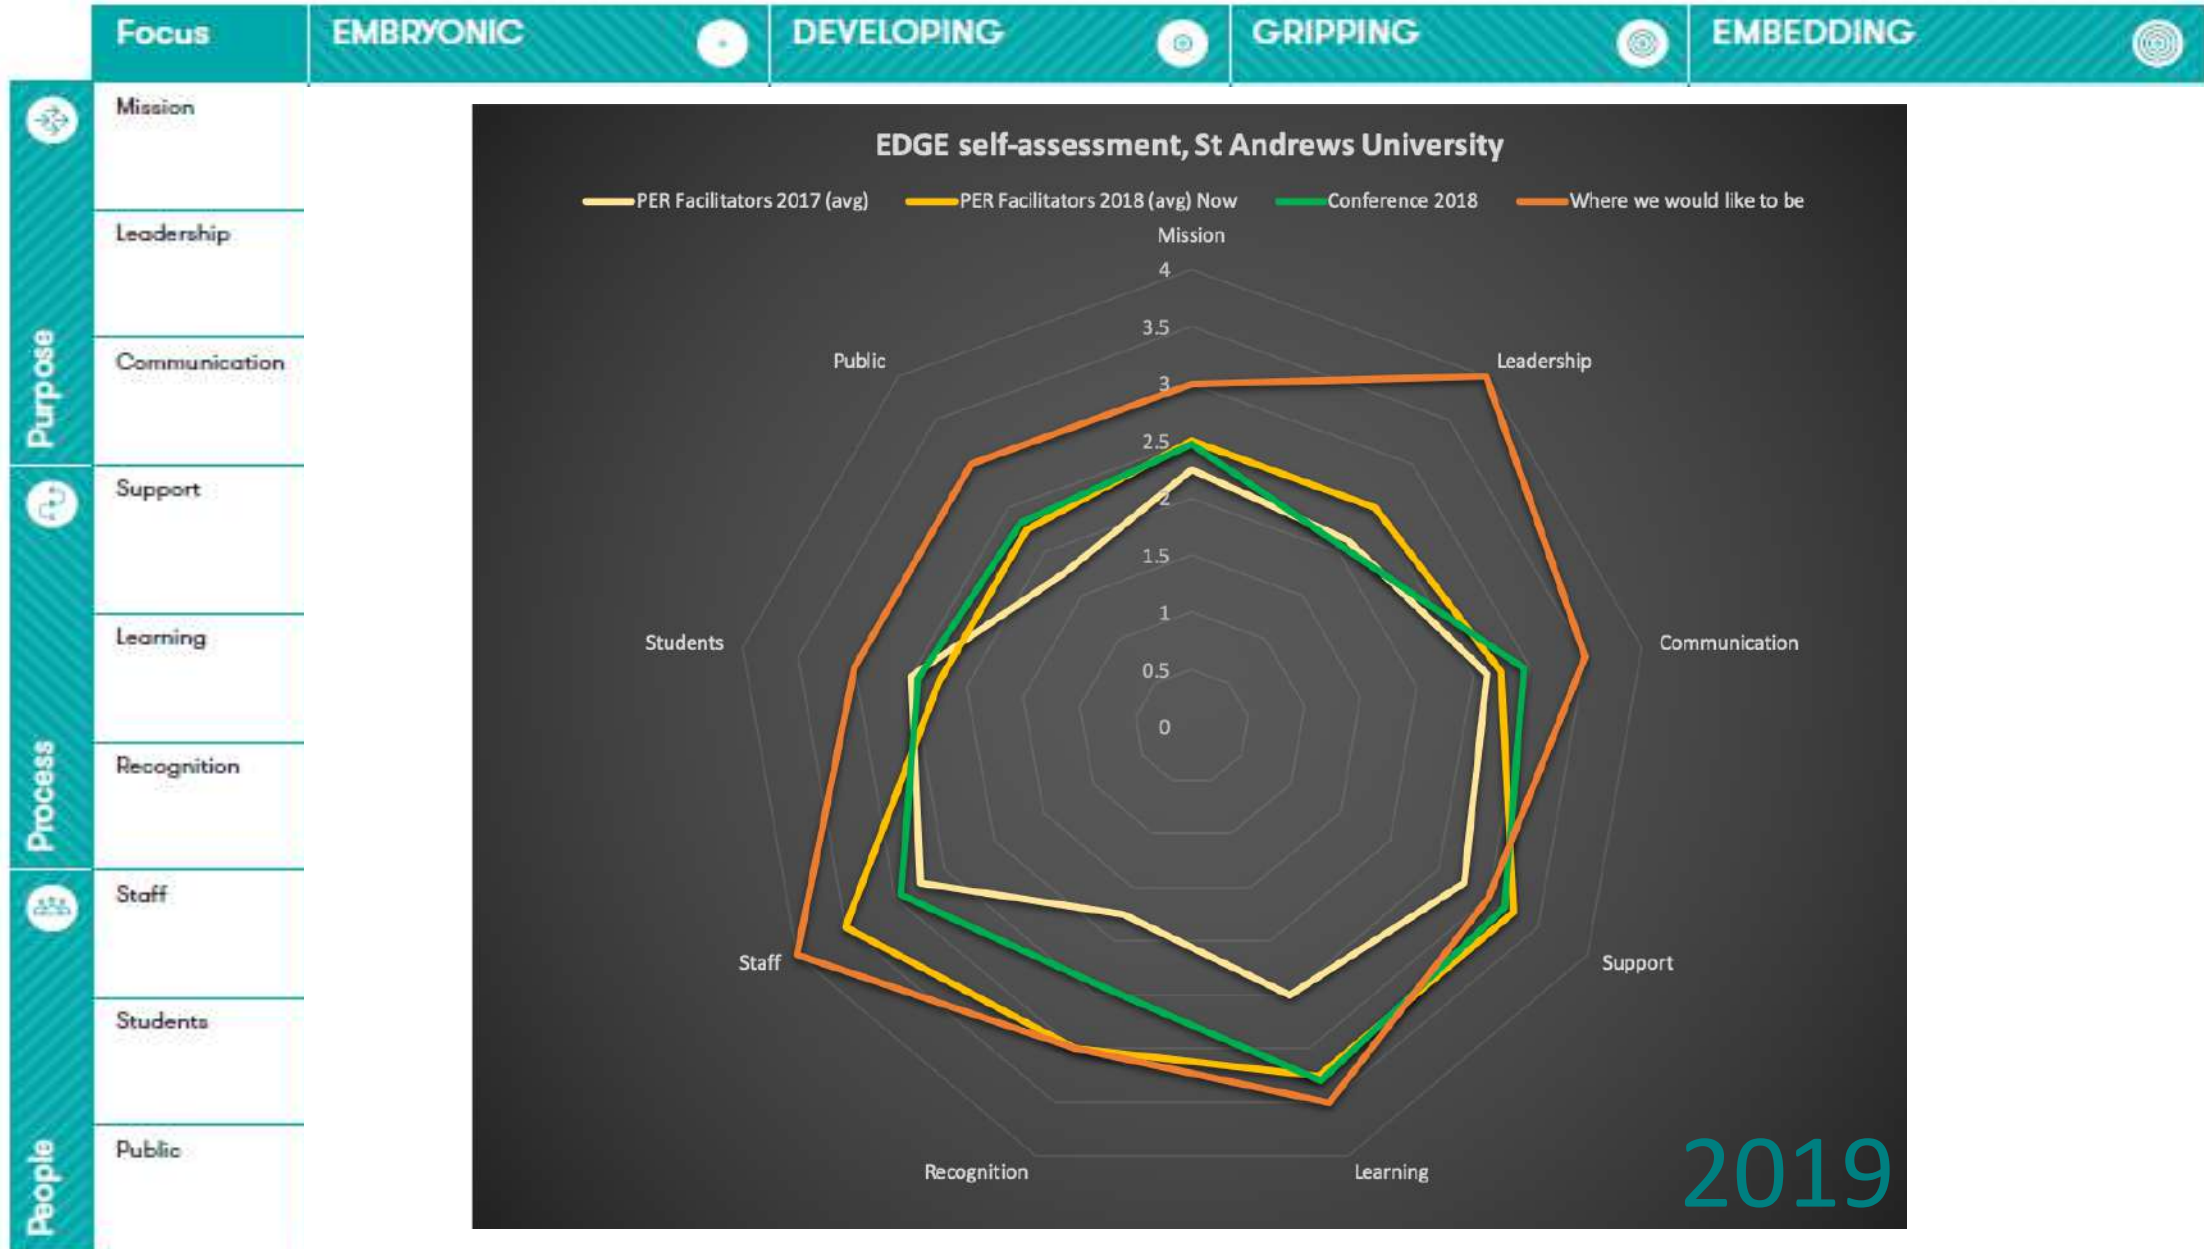 Focus
EMBRYONIC
DEVELOPING
GRIPPING
EMBEDDING
Purpose
Mission
Leadership
Communication
Process
Support
Learning
Recognition
People
Staff
Students
Public
EDGE self-assessment, St Andrews University
PER Facilitators 2017 (avg)
PER Facilitators 2018 (avg) Now
Conference 2018
Where we would like to be
Mission
Leadership
Communication
Support
Learning
Recognition
Staff
Students
Public
4
3.5
3
2.5
2
1.5
1
0.5
0
2019